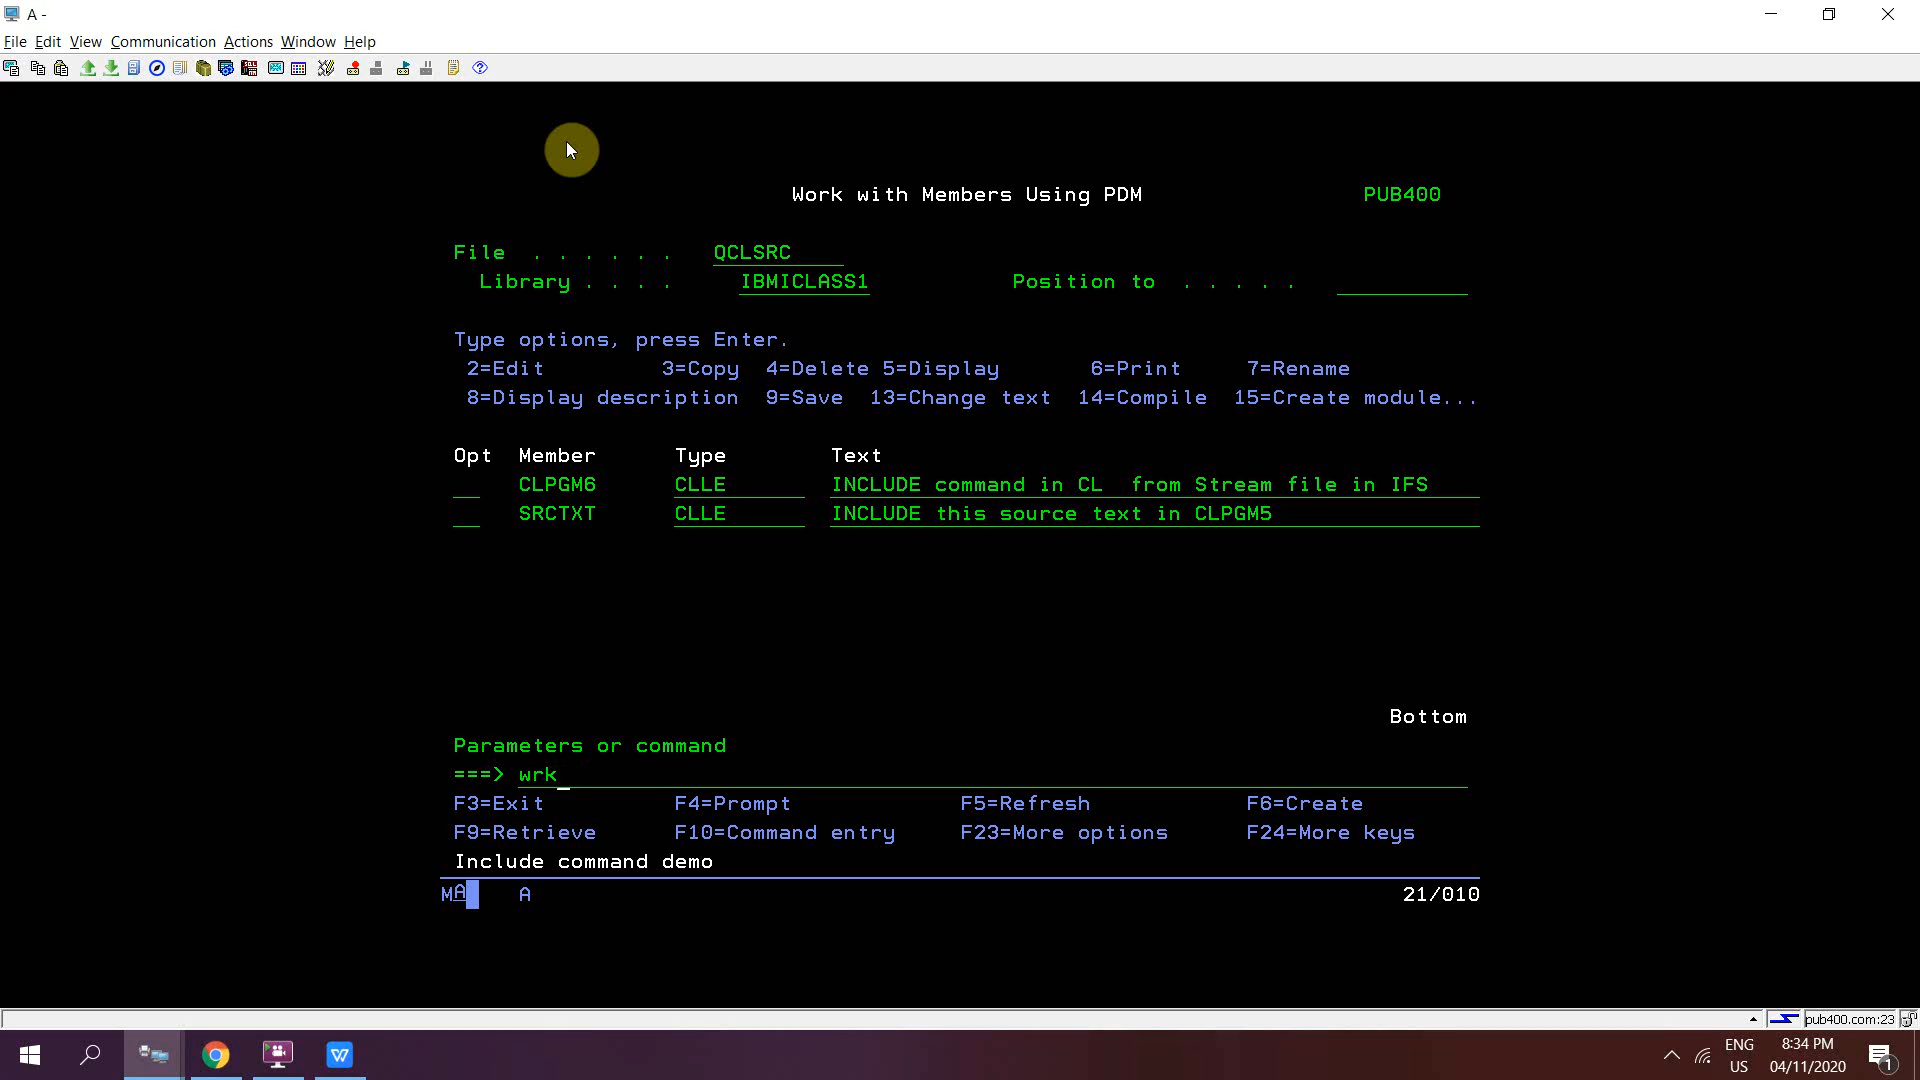 A -
File Edit View Communication Actions Window Help
Work with Members Using PDM PUB400
File . . . . . . QCLSRC
Library . . . . IBMICLASS1 Position to . . . . .
Type options, press Enter.
2=Edit 3=Copy 4=Delete 5=Display 6=Print 7=Rename
8=Display description 9=Save 13=Change text 14=Compile 15=Create module...
Opt Member Type Text
CLPGM6 CLLE INCLUDE command in CL from Stream file in IFS
SRCTXT CLLE INCLUDE this source text in CLPGM5
Bottom
Parameters or command
===> wrk
F3=Exit F4=Prompt F5=Refresh F6=Create
F9=Retrieve F10=Command entry F23=More options F24=More keys
Include command demo
MA A 21/010
pub400.com:23
ENG 8:34 PM
US 04/11/2020 1